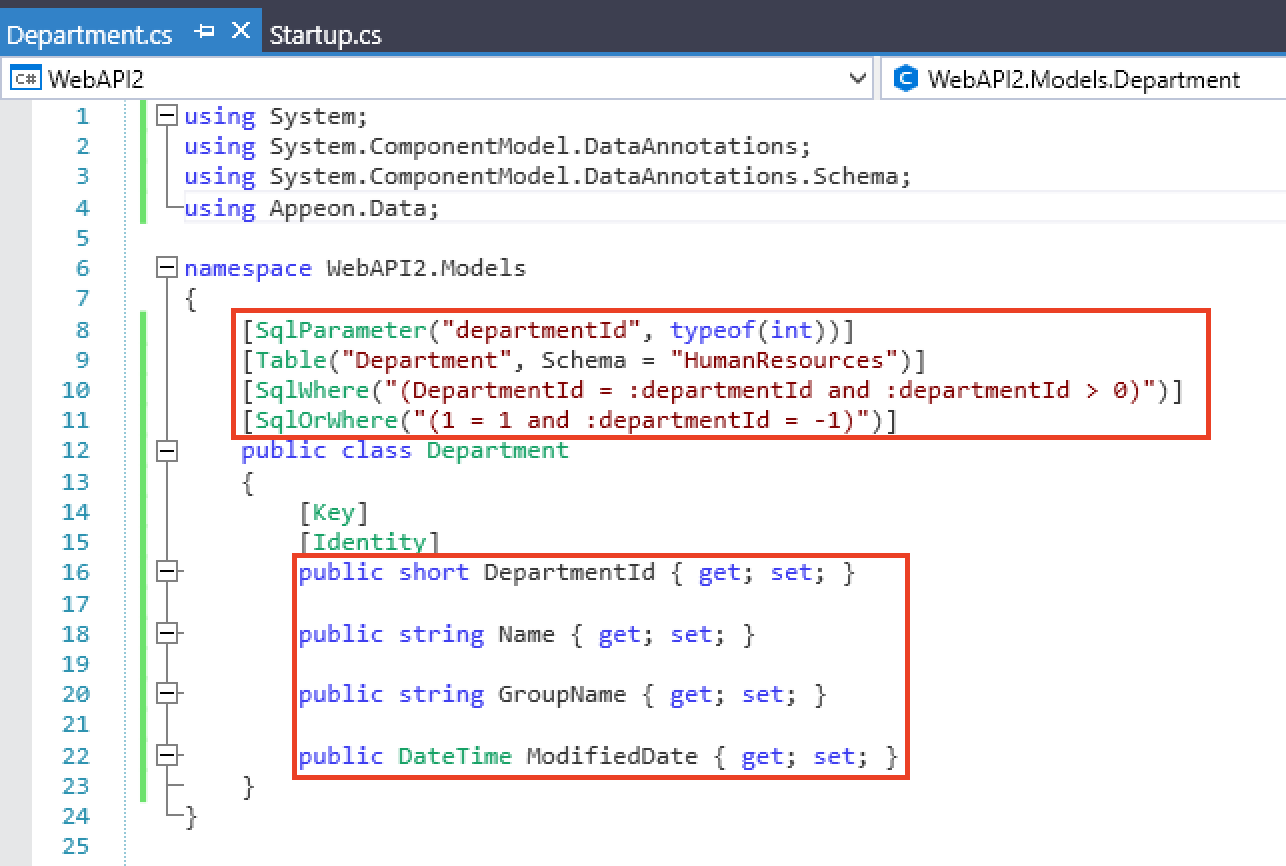 Department.cs
Startup.cs
C# WebAPI2
C WebAPI2.Models.Department
1 using System;
2 using System.ComponentModel.DataAnnotations;
3 using System.ComponentModel.DataAnnotations.Schema;
4 using Appeon.Data;
5
6 namespace WebAPI2.Models
7 {
8 [SqlParameter("departmentId", typeof(int))]
9 [Table("Department", Schema = "HumanResources")]
10 [SqlWhere("(DepartmentId = :departmentId and :departmentId > 0)")]
11 [SqlOrWhere("(1 = 1 and :departmentId = -1)")]
12 public class Department
13 {
14 [Key]
15 [Identity]
16 public short DepartmentId { get; set; }
17
18 public string Name { get; set; }
19
20 public string GroupName { get; set; }
21
22 public DateTime ModifiedDate { get; set; }
23 }
24 }
25